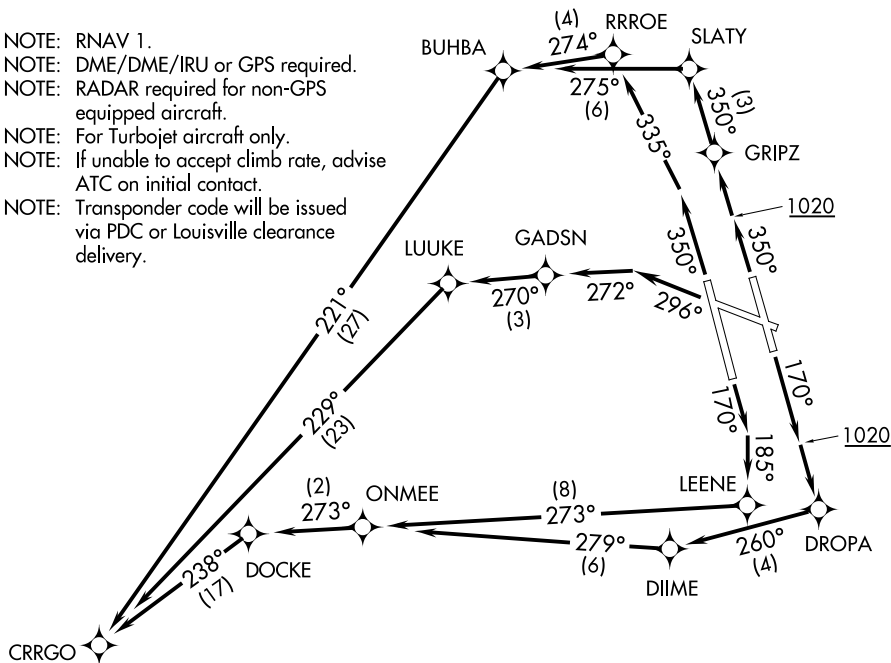 NOTE: RNAV 1.
NOTE: DME/DME/IRU or GPS required.
NOTE: RADAR required for non-GPS
equipped aircraft.
NOTE: For Turbojet aircraft only.
NOTE: If unable to accept climb rate, advise
ATC on initial contact.
NOTE: Transponder code will be issued
via PDC or Louisville clearance
delivery.
(4)
274°
RRROE
BUHBA
SLATY
275°
(6)
350°
(3)
335°
GRIPZ
1020
350°
350°
GADSN
LUUKE
270°
(3)
272°
296°
221°
(27)
229°
(23)
170°
170°
1020
185°
LEENE
(2)
273°
ONMEE
(8)
273°
279°
(6)
260°
(4)
DROPA
DIIME
DOCKE
238°
(17)
CRRGO